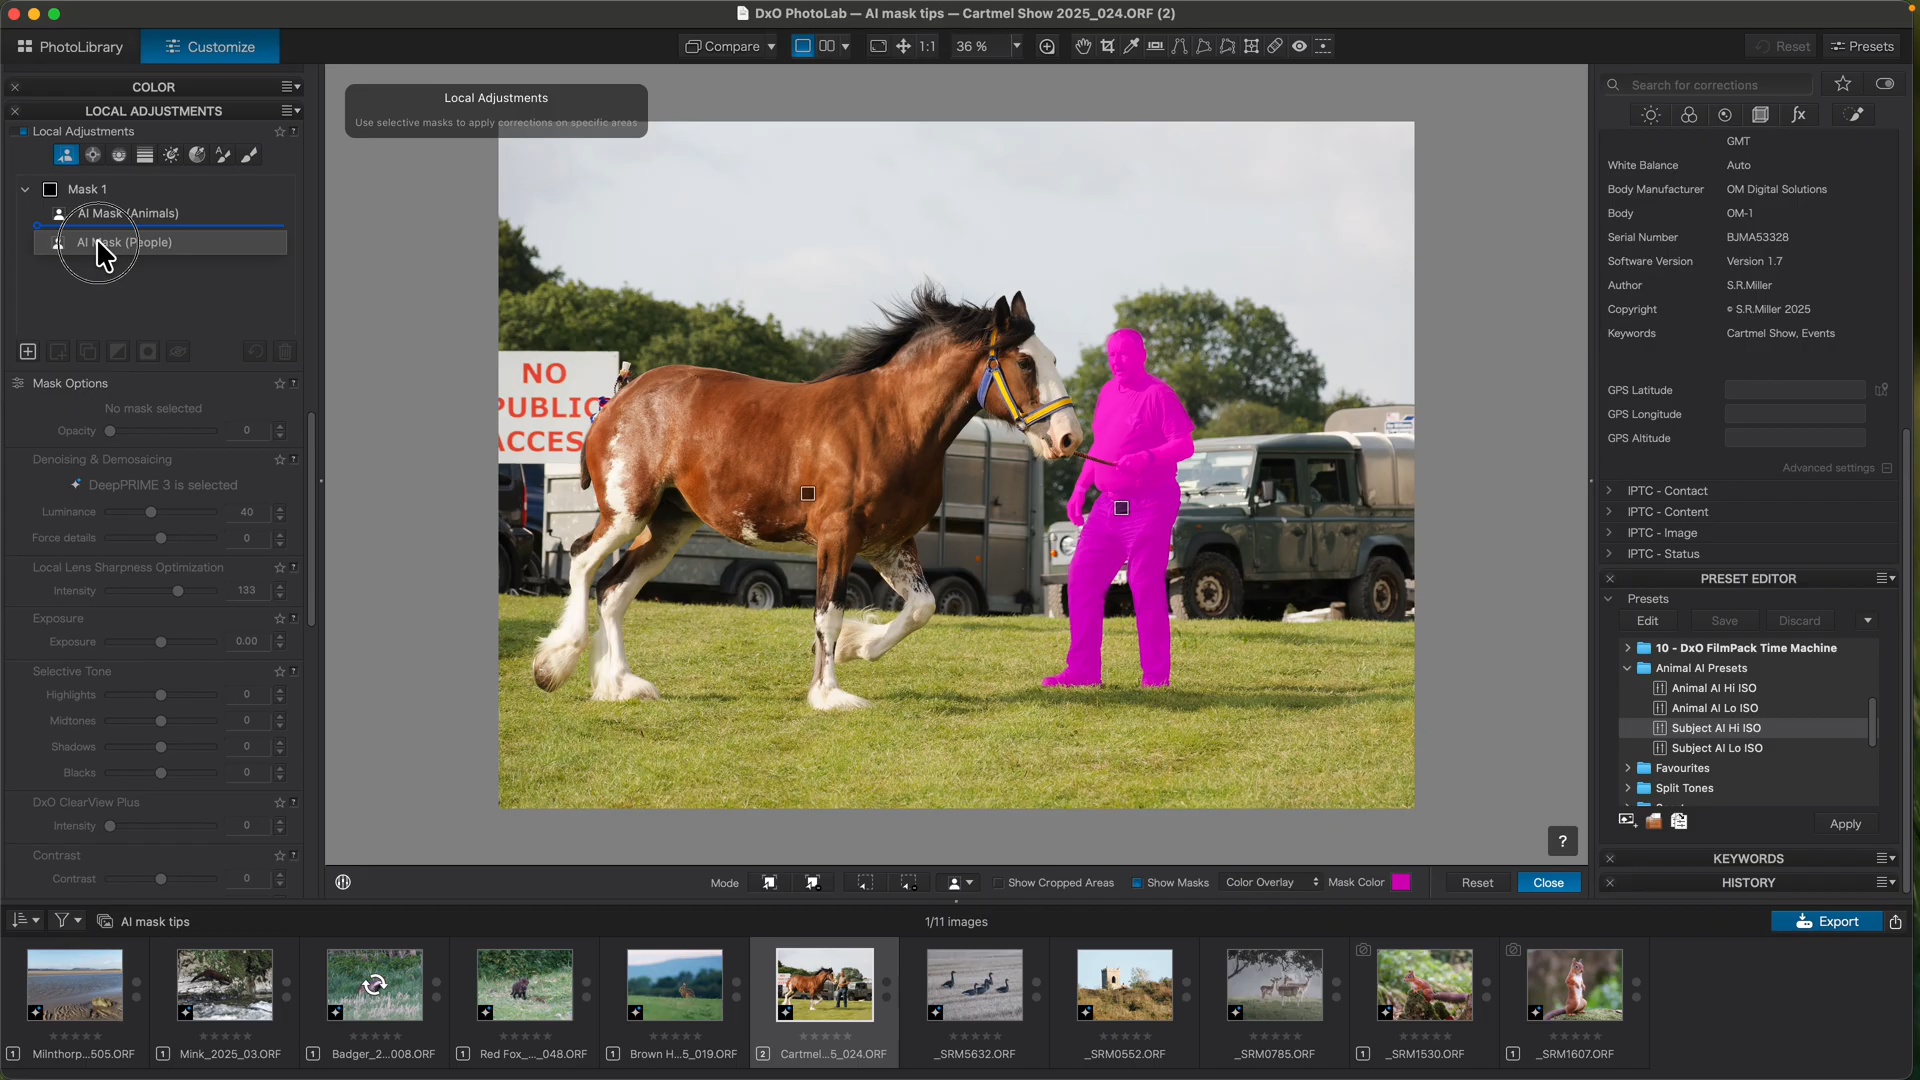 DxO PhotoLab — AI mask tips — Cartmel Show 2025_024.ORF (2)
PhotoLibrary
Customize
Compare
1:1
36 %
Reset
Presets
COLOR
LOCAL ADJUSTMENTS
Local Adjustments
Mask 1
AI Mask (Animals)
AI Mask (People)
Mask Options
No mask selected
Opacity 0
Denoising & Demosaicing
DeepPRIME 3 is selected
Luminance 40
Force details 0
Local Lens Sharpness Optimization
Intensity 133
Exposure
Exposure 0.00
Selective Tone
Highlights 0
Midtones 0
Shadows 0
Blacks 0
DxO ClearView Plus
Intensity 0
Contrast
Contrast 0
Local Adjustments
Use selective masks to apply corrections on specific areas
NO
PUBLIC
ACCES
?
Mode
Show Cropped Areas
Show Masks
Color Overlay
Mask Color
Reset
Close
Search for corrections
fx
GMT
White Balance Auto
Body Manufacturer OM Digital Solutions
Body OM-1
Serial Number BJMA53328
Software Version Version 1.7
Author S.R.Miller
Copyright © S.R.Miller 2025
Keywords Cartmel Show, Events
GPS Latitude
GPS Longitude
GPS Altitude
Advanced settings
IPTC - Contact
IPTC - Content
IPTC - Image
IPTC - Status
PRESET EDITOR
Presets
Edit Save Discard
10 - DxO FilmPack Time Machine
Animal AI Presets
Animal AI Hi ISO
Animal AI Lo ISO
Subject AI Hi ISO
Subject AI Lo ISO
Favourites
Split Tones
Apply
KEYWORDS
HISTORY
AI mask tips
1/11 images
Export
1 Milnthorp...505.ORF
1 Mink_2025_03.ORF
1 Badger_2...008.ORF
1 Red Fox_..._048.ORF
1 Brown H...5_019.ORF
2 Cartmel...5_024.ORF
_SRM5632.ORF
_SRM0552.ORF
_SRM0785.ORF
1 _SRM1530.ORF
1 _SRM1607.ORF